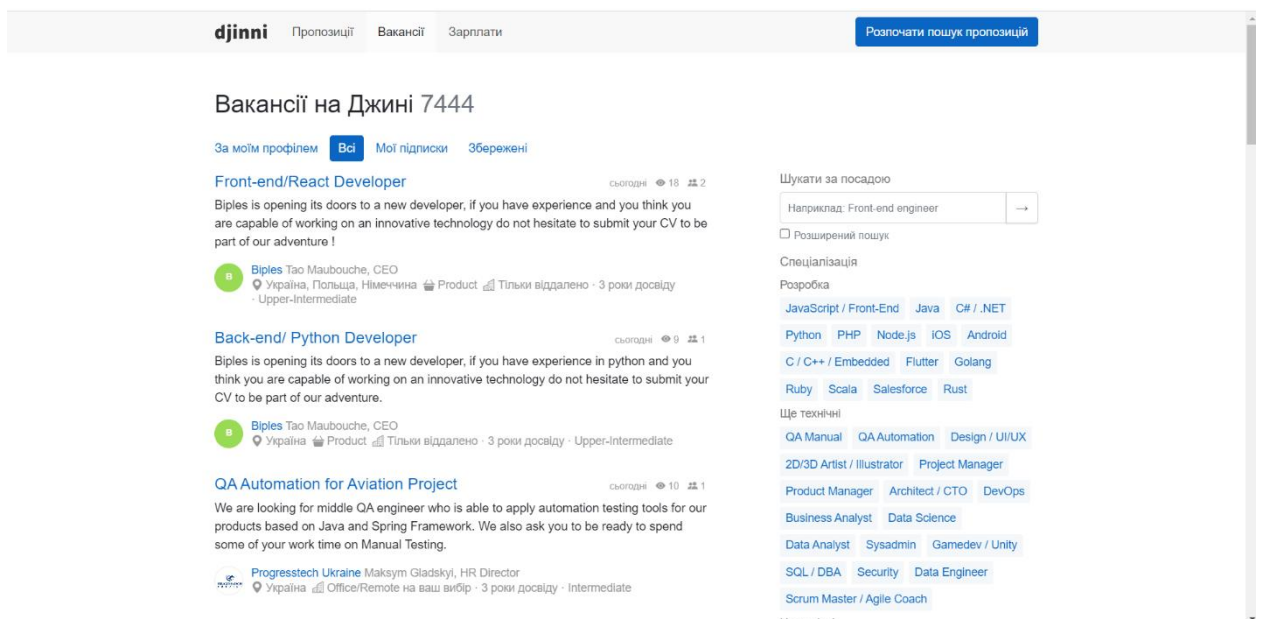 djinni Пропозиції Вакансії Зарплати Розпочати пошук пропозицій
Вакансії на Джині 7444
За моїм профілем Всі Мої підписки Збережені
Front-end/React Developer сьогодні 18 2
Biples is opening its doors to a new developer, if you have experience and you think you
are capable of working on an innovative technology do not hesitate to submit your CV to be
part of our adventure !
B
Biples Tao Maubouche, CEO
Україна, Польща, Німеччина Product Тільки віддалено · 3 роки досвіду
· Upper-Intermediate
Back-end/ Python Developer сьогодні 9 1
Biples is opening its doors to a new developer, if you have experience in python and you
think you are capable of working on an innovative technology do not hesitate to submit your
CV to be part of our adventure.
B
Biples Tao Maubouche, CEO
Україна Product Тільки віддалено · 3 роки досвіду · Upper-Intermediate
QA Automation for Aviation Project сьогодні 10 1
We are looking for middle QA engineer who is able to apply automation testing tools for our
products based on Java and Spring Framework. We also ask you to be ready to spend
some of your work time on Manual Testing.
Progresstech Ukraine Maksym Gladskyi, HR Director
Україна Office/Remote на ваш вибір · 3 роки досвіду · Intermediate
Шукати за посадою
Наприклад: Front-end engineer →
Розширений пошук
Спеціалізація
Розробка
JavaScript / Front-End Java C# / .NET
Python PHP Node.js iOS Android
C / C++ / Embedded Flutter Golang
Ruby Scala Salesforce Rust
Ще технічні
QA Manual QA Automation Design / UI/UX
2D/3D Artist / Illustrator Project Manager
Product Manager Architect / CTO DevOps
Business Analyst Data Science
Data Analyst Sysadmin Gamedev / Unity
SQL / DBA Security Data Engineer
Scrum Master / Agile Coach